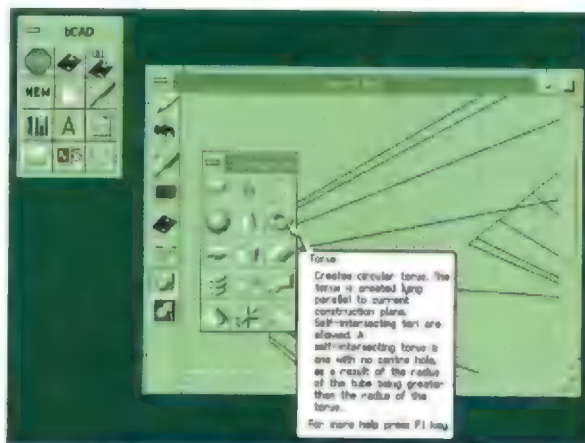 bCAD
NEW
A
Torus
Creates circular torus. The
torus is created lying
parallel to current
construction plane.
Self-intersecting tori are
allowed. A
self-intersecting torus is
one with no centre hole,
as a result of the radius
of the tube being greater
than the radius of the
torus.
For more help press F1 key